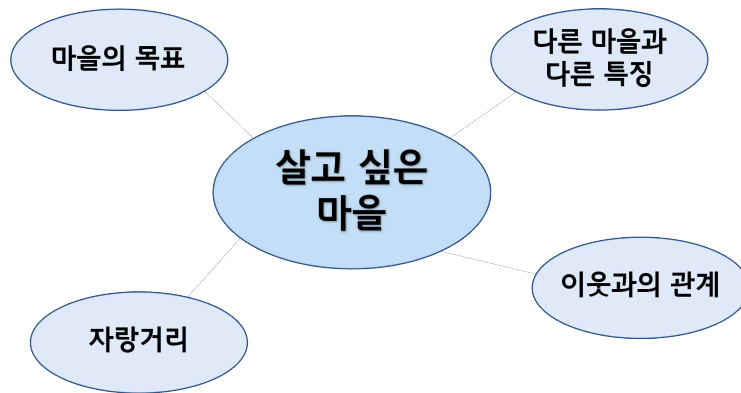 마을의 목표
다른 마을과
다른 특징
살고 싶은
마을
이웃과의 관계
자랑거리